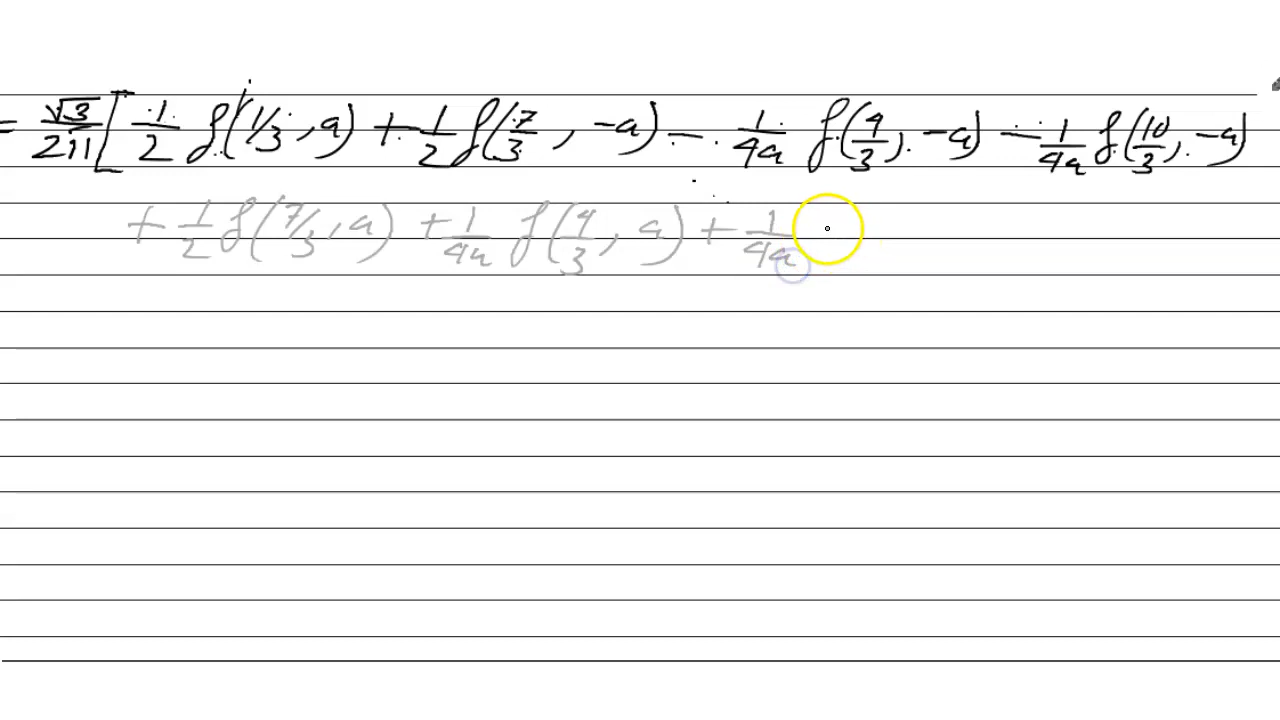 = √3/2π [ 1/2 f(1/3, a) + 1/2 f(7/3, -a) - 1/4a f(4/3, -a) - 1/4a f(10/3, -a)
+ 1/2 f(7/3, a) + 1/4a f(4/3, a) + 1/4a